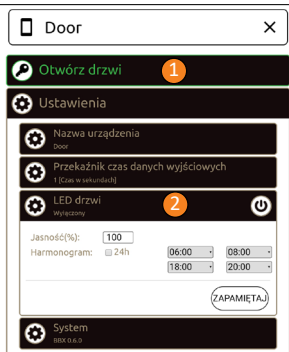 Door
Otwórz drzwi
1
Ustawienia
Nazwa urządzenia
Door
Przekaźnik czas danych wyjściowych
1 [Czas w sekundach]
LED drzwi
2
Wyłączony
Jasność(%): 100
Harmonogram: 24h 06:00 08:00
18:00 20:00
ZAPAMIĘTAJ
System
BBX 0.6.0